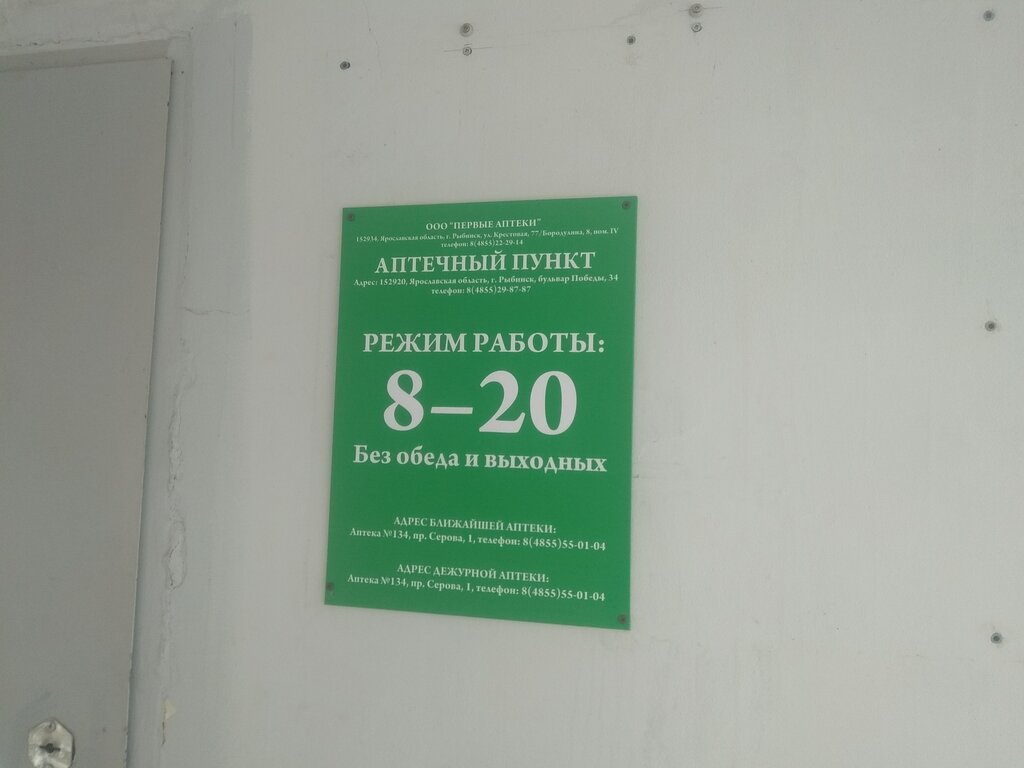 ООО "ПЕРВЫЕ АПТЕКИ"
152934, Ярославская область, г. Рыбинск, ул. Крестовая, 77/Бородулина, 8, пом. IV
телефон: 8(4855)22-29-14
АПТЕЧНЫЙ ПУНКТ
Адрес: 152920, Ярославская область, г. Рыбинск, бульвар Победы, 34
телефон: 8(4855)29-87-87
РЕЖИМ РАБОТЫ:
8–20
Без обеда и выходных
АДРЕС БЛИЖАЙШЕЙ АПТЕКИ:
Аптека №134, пр. Серова, 1, телефон: 8(4855)55-01-04
АДРЕС ДЕЖУРНОЙ АПТЕКИ:
Аптека №134, пр. Серова, 1, телефон: 8(4855)55-01-04